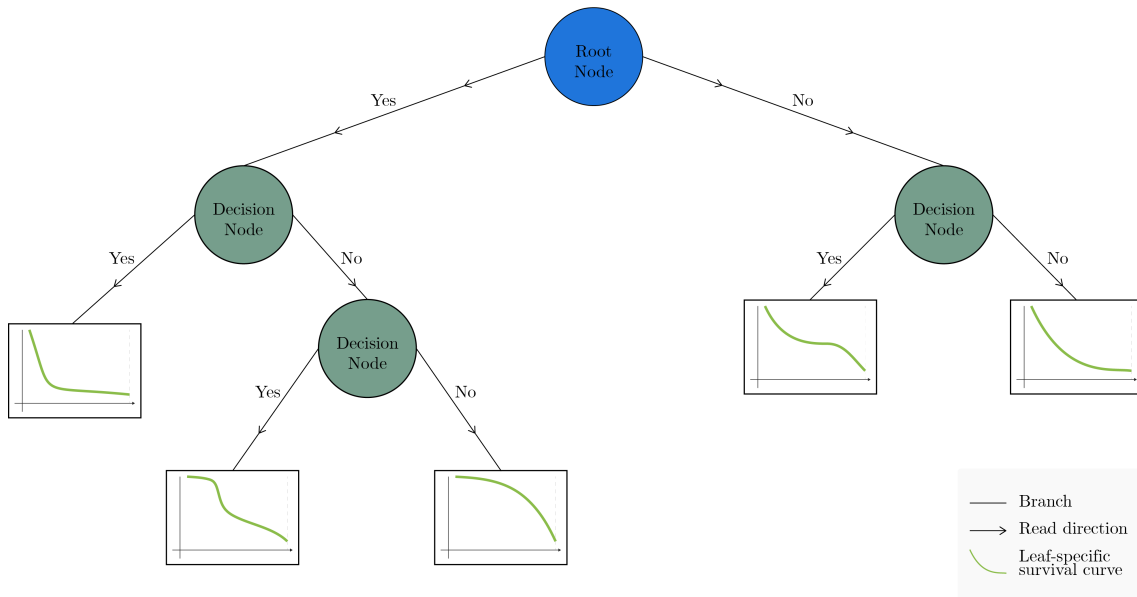 Root
Node
Yes
No
Decision
Node
Decision
Node
Yes
No
Yes
No
Decision
Node
Yes
No
Branch
Read direction
Leaf-specific
survival curve